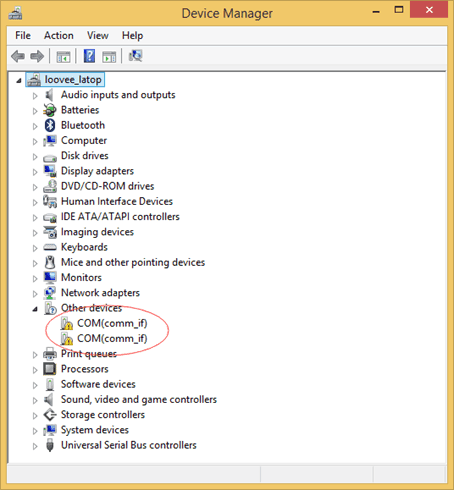 Device Manager
File Action View Help
loovee_latop
Audio inputs and outputs
Batteries
Bluetooth
Computer
Disk drives
Display adapters
DVD/CD-ROM drives
Human Interface Devices
IDE ATA/ATAPI controllers
Imaging devices
Keyboards
Mice and other pointing devices
Monitors
Network adapters
Other devices
COM(comm_if)
COM(comm_if)
Print queues
Processors
Software devices
Sound, video and game controllers
Storage controllers
System devices
Universal Serial Bus controllers